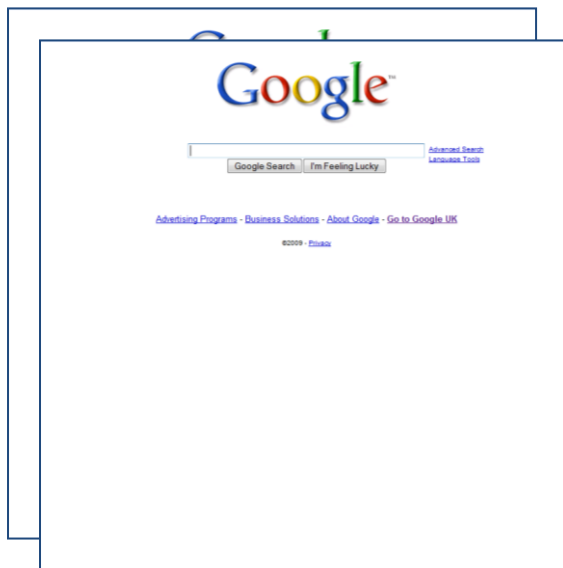 Google™
Advanced Search
Google Search I'm Feeling Lucky Language Tools
Advertising Programs - Business Solutions - About Google - Go to Google UK
©2009 - Privacy